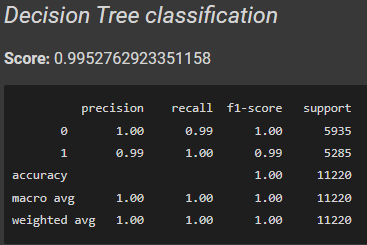 Decision Tree classification
Score: 0.9952762923351158
precision recall f1-score support
0 1.00 0.99 1.00 5935
1 0.99 1.00 0.99 5285
accuracy 1.00 11220
macro avg 1.00 1.00 1.00 11220
weighted avg 1.00 1.00 1.00 11220